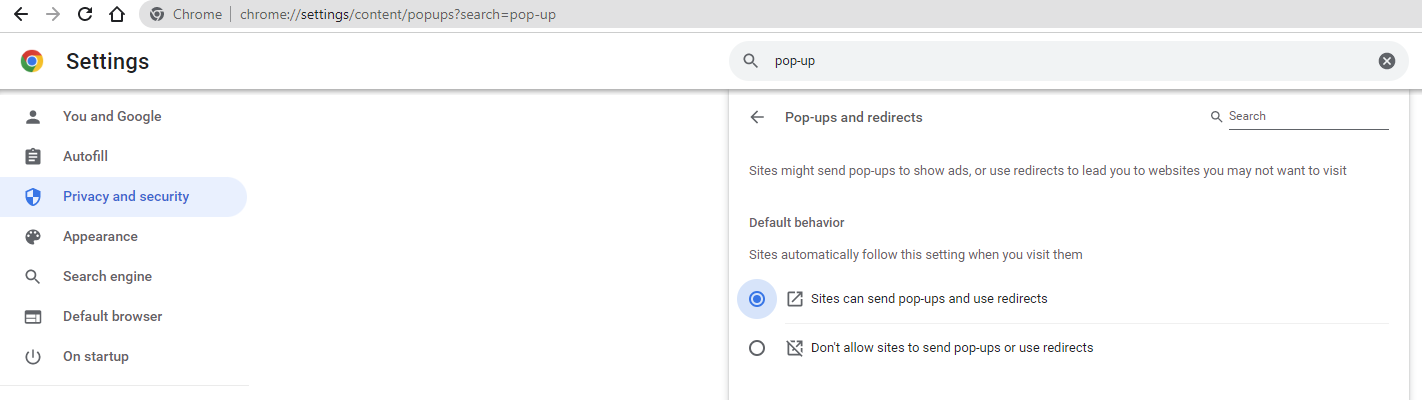 Chrome | chrome://settings/content/popups?search=pop-up
Settings
pop-up
You and Google
Autofill
Privacy and security
Appearance
Search engine
Default browser
On startup
Pop-ups and redirects
Search
Sites might send pop-ups to show ads, or use redirects to lead you to websites you may not want to visit
Default behavior
Sites automatically follow this setting when you visit them
Sites can send pop-ups and use redirects
Don't allow sites to send pop-ups or use redirects